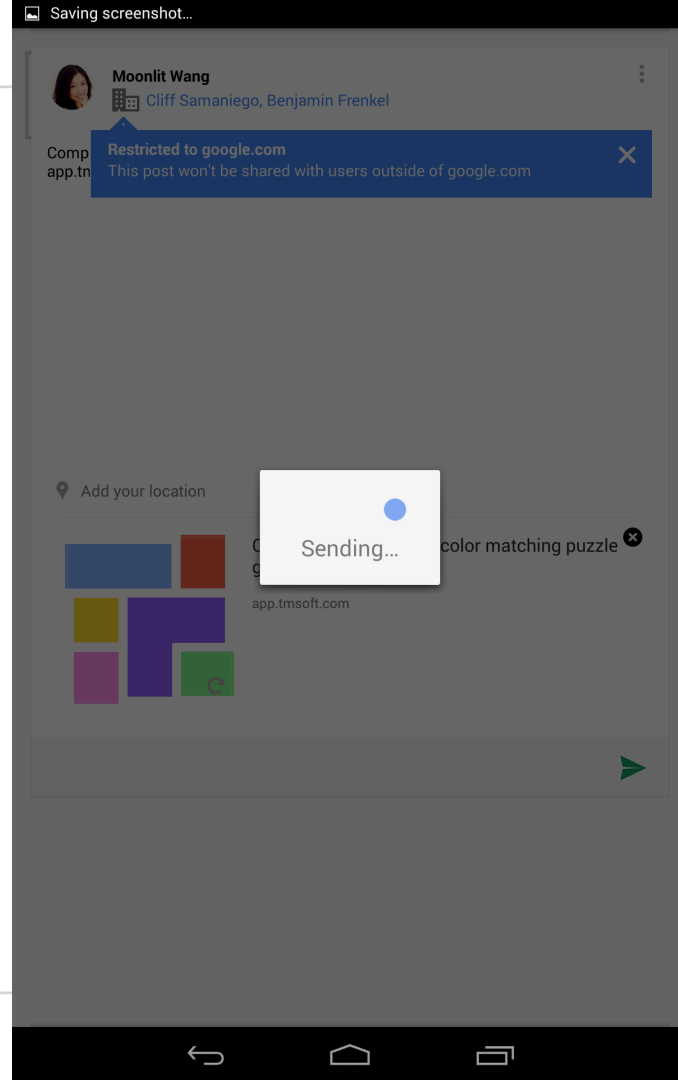 Saving screenshot...
Moonlit Wang
Cliff Samaniego, Benjamin Frenkel
Restricted to google.com
This post won't be shared with users outside of google.com
Comp
app.tn
Add your location
Sending...
color matching puzzle
app.tmsoft.com